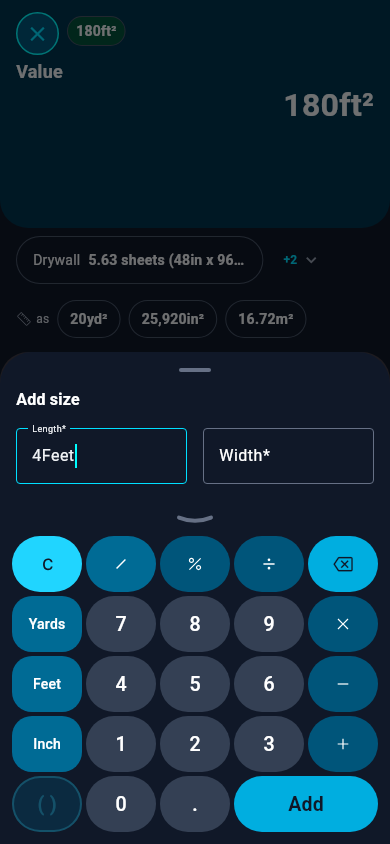 180ft²
Value
180ft²
Drywall 5.63 sheets (48in x 96…
+2
as 20yd² 25,920in² 16.72m²
Add size
Length*
4Feet
Width*
C / % ÷
Yards 7 8 9 ×
Feet 4 5 6 −
Inch 1 2 3 +
( ) 0 . Add